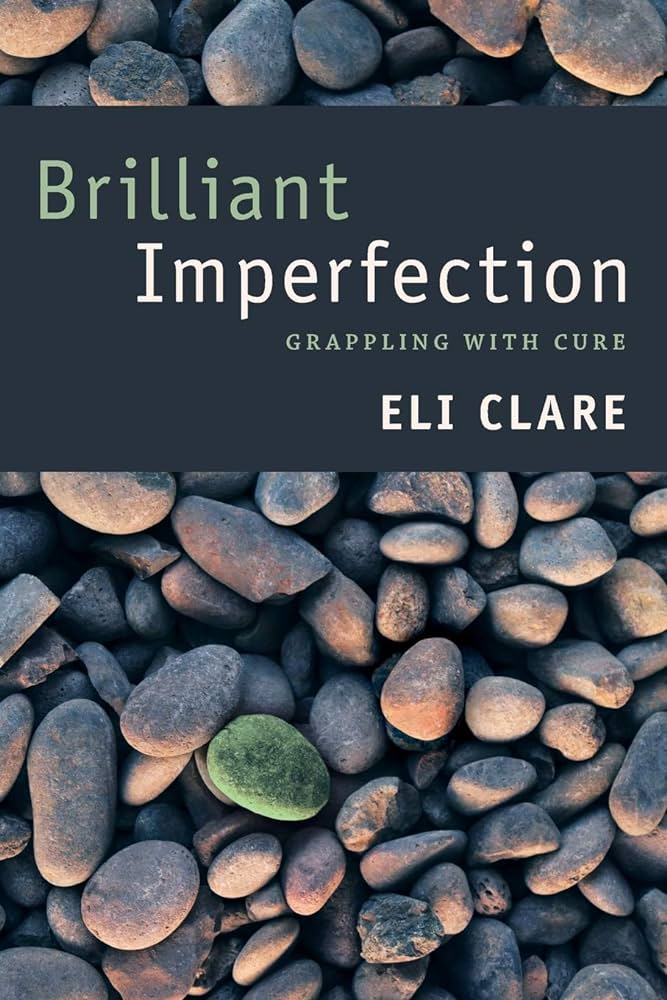 Brilliant
Imperfection
GRAPPLING WITH CURE
ELI CLARE